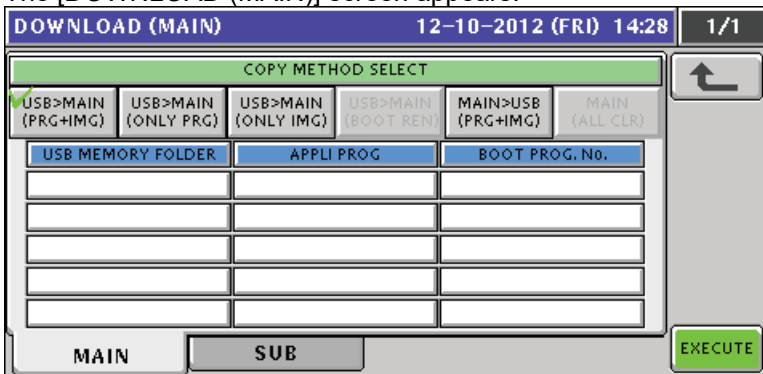 The [DOWNLOAD (MAIN)] screen appears.
DOWNLOAD (MAIN) 12-10-2012 (FRI) 14:28 1/1
COPY METHOD SELECT
USB>MAIN (PRG+IMG) USB>MAIN (ONLY PRG) USB>MAIN (ONLY IMG) USB>MAIN (BOOT REN) MAIN>USB (PRG+IMG) MAIN (ALL CLR)
USB MEMORY FOLDER APPLI PROG BOOT PROG. No.
MAIN SUB EXECUTE